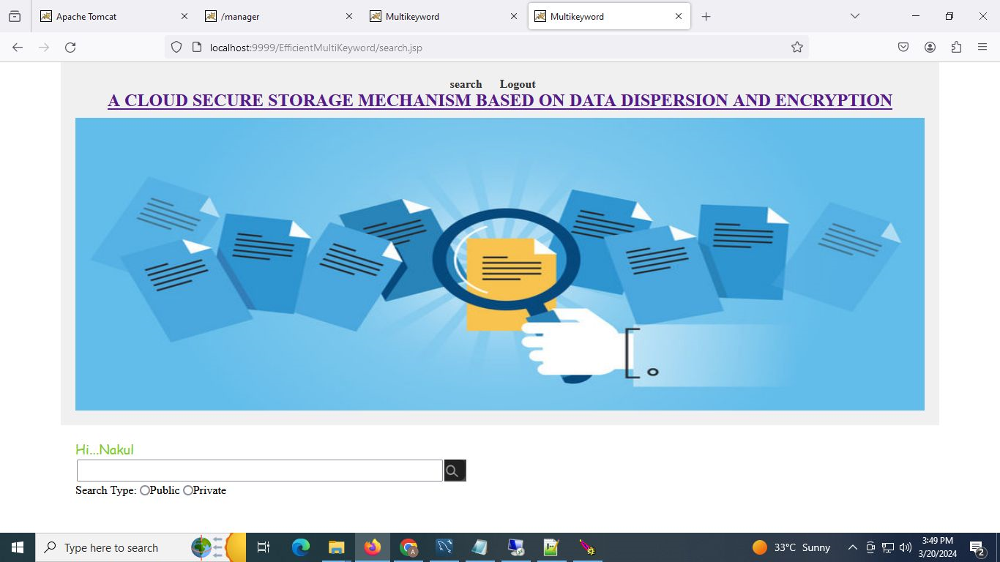 Apache Tomcat
/manager
Multikeyword
Multikeyword
localhost:9999/EfficientMultiKeyword/search.jsp
search Logout
A CLOUD SECURE STORAGE MECHANISM BASED ON DATA DISPERSION AND ENCRYPTION
Hi...Nakul
Search Type: Public Private
Type here to search
33°C Sunny
3:49 PM
3/20/2024
2